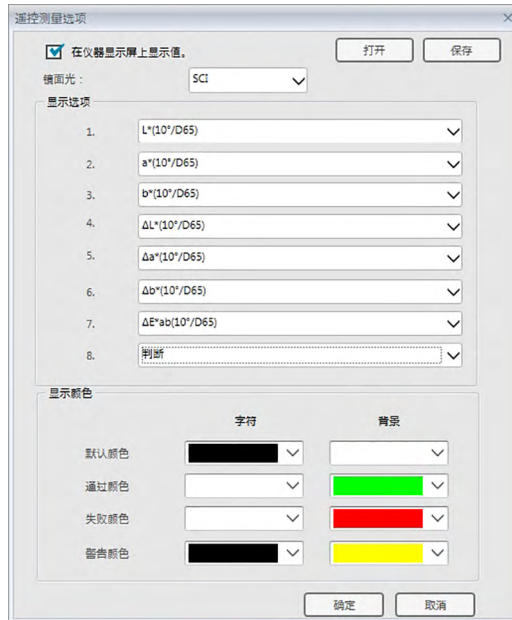 遥控测量选项
在仪器显示屏上显示值。
打开
保存
镜面光：
SCI
显示选项
1. L*(10°/D65)
2. a*(10°/D65)
3. b*(10°/D65)
4. ΔL*(10°/D65)
5. Δa*(10°/D65)
6. Δb*(10°/D65)
7. ΔE*ab(10°/D65)
8. 判断
显示颜色
字符 背景
默认颜色
通过颜色
失败颜色
警告颜色
确定 取消